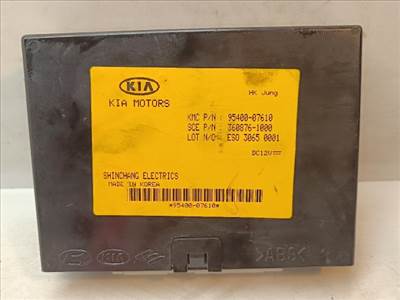 KIA
HK Jung
KIA MOTORS
KMC P/N : 95400-07610
SCE P/N : 360876-1000
LOT N/O : ESO 3065 0001
DC12V
SHINCHANG ELECTRICS
MADE IN KOREA
*95400-07610*
KIA
>ABS<